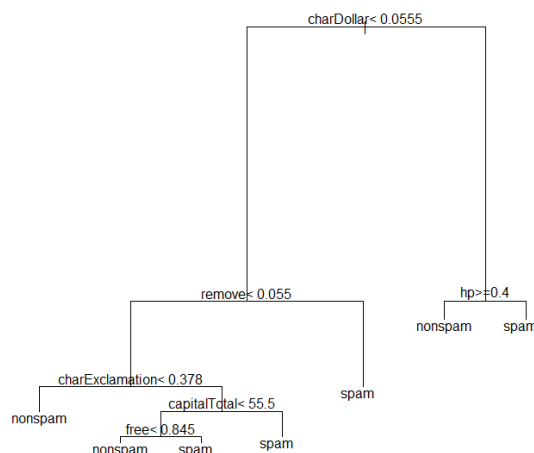 charDollar< 0.0555
remove< 0.055
hp>=0.4
nonspam
spam
charExclamation< 0.378
spam
nonspam
capitalTotal< 55.5
free< 0.845
spam
nonspam
spam